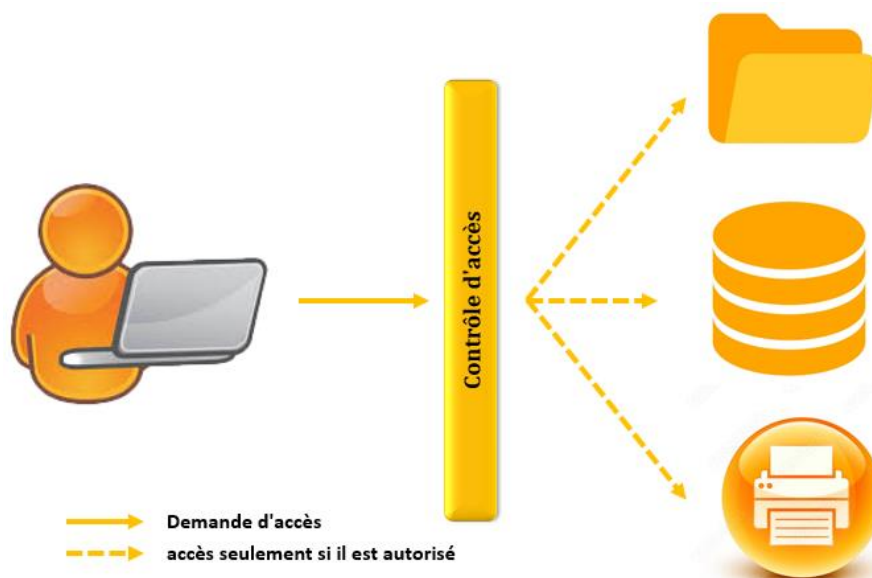 Contrôle d'accès
Demande d'accès
accès seulement si il est autorisé